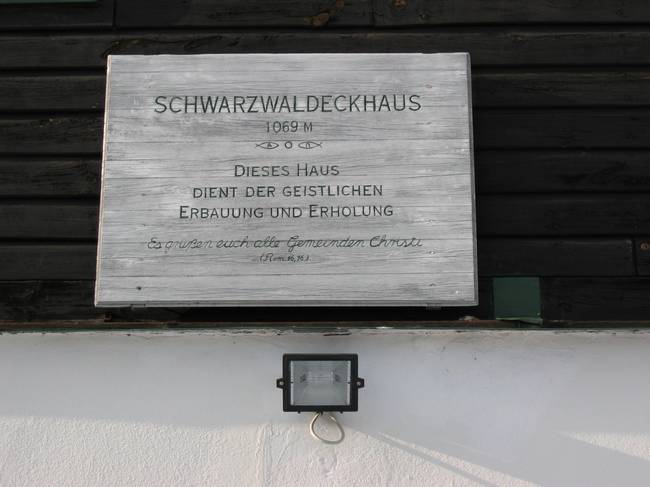 SCHWARZWALDECKHAUS
1069 M
DIESES HAUS
DIENT DER GEISTLICHEN
ERBAUUNG UND ERHOLUNG
Es grüßen euch alle Gemeinden Christi
(Röm. 16,16)